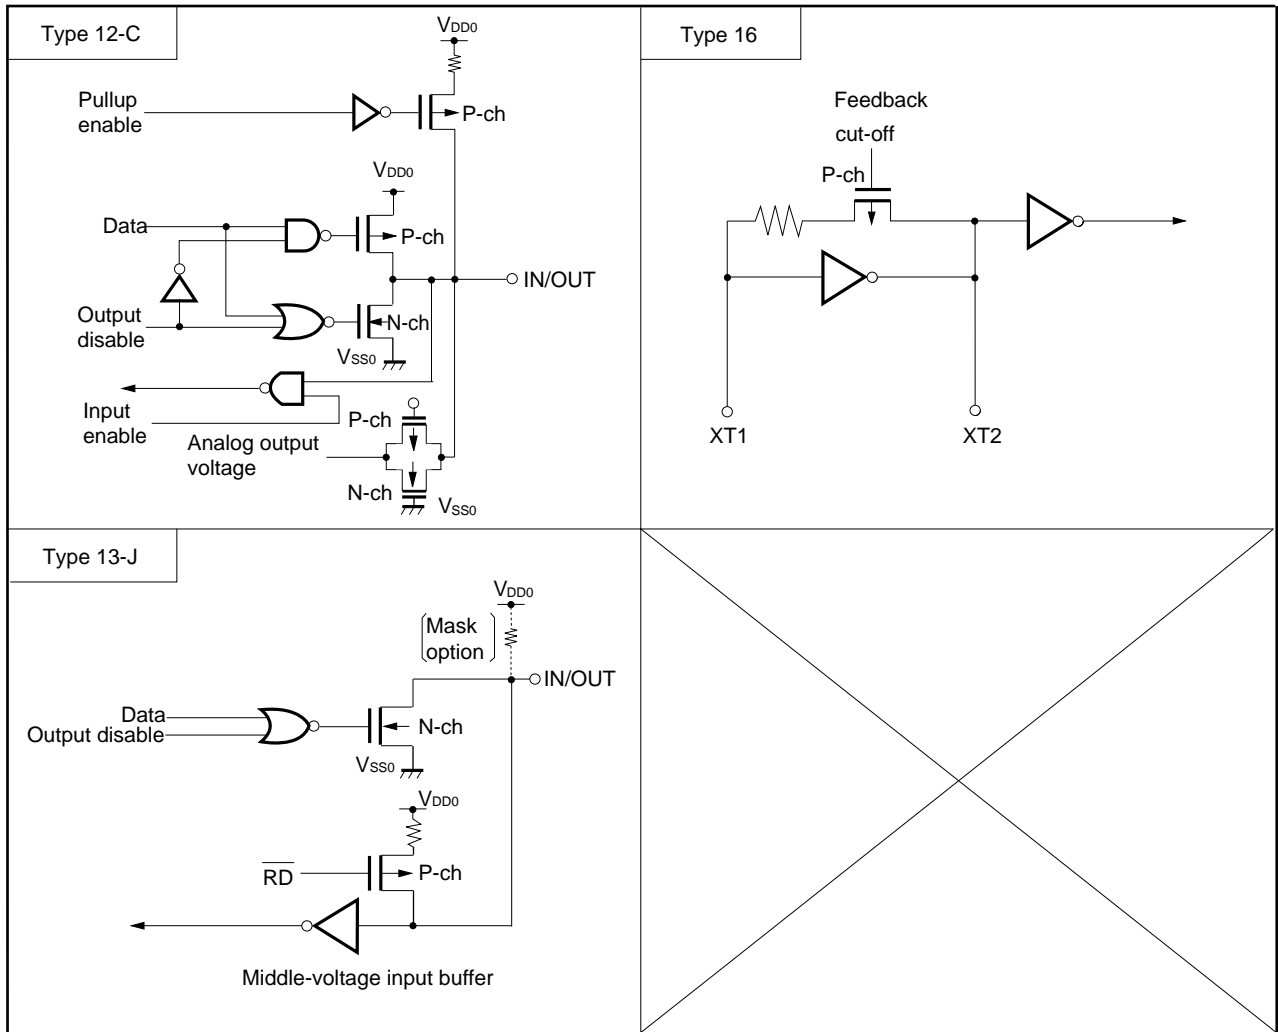 Type 12-C
VDD0
Pullup
enable
P-ch
VDD0
Data
P-ch
IN/OUT
Output
disable
N-ch
VSS0
Input
enable
P-ch
Analog output
voltage
N-ch
VSS0
Type 16
Feedback
cut-off
P-ch
XT1
XT2
Type 13-J
VDD0
Mask
option
IN/OUT
Data
Output disable
N-ch
VSS0
VDD0
RD
P-ch
Middle-voltage input buffer